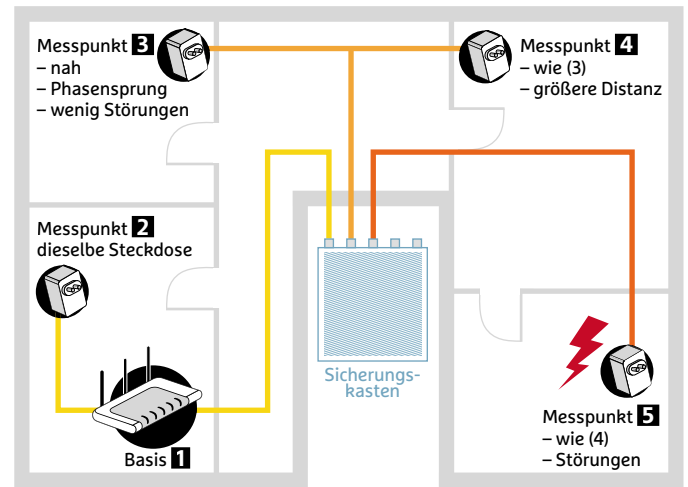 Messpunkt 3
– nah
– Phasensprung
– wenig Störungen
Messpunkt 4
– wie (3)
– größere Distanz
Messpunkt 2
dieselbe Steckdose
Sicherungs-
kasten
Basis 1
Messpunkt 5
– wie (4)
– Störungen